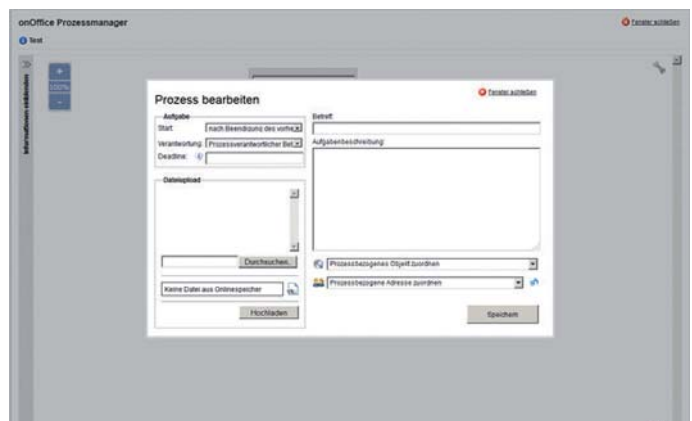 onOffice Prozessmanager
Fenster schließen
Test
Informationen einblenden
+
100%
-
Prozess bearbeiten
Fenster schließen
Aufgabe
Start:
nach Beendigung des vorhe
Verantwortung:
Prozessverantwortlicher Bet
Deadline:
Dateiupload
Durchsuchen..
Keine Datei aus Onlinespeicher
Hochladen
Betreff:
Aufgabenbeschreibung:
Prozessbezogenes Objekt zuordnen
Prozessbezogene Adresse zuordnen
Speichern